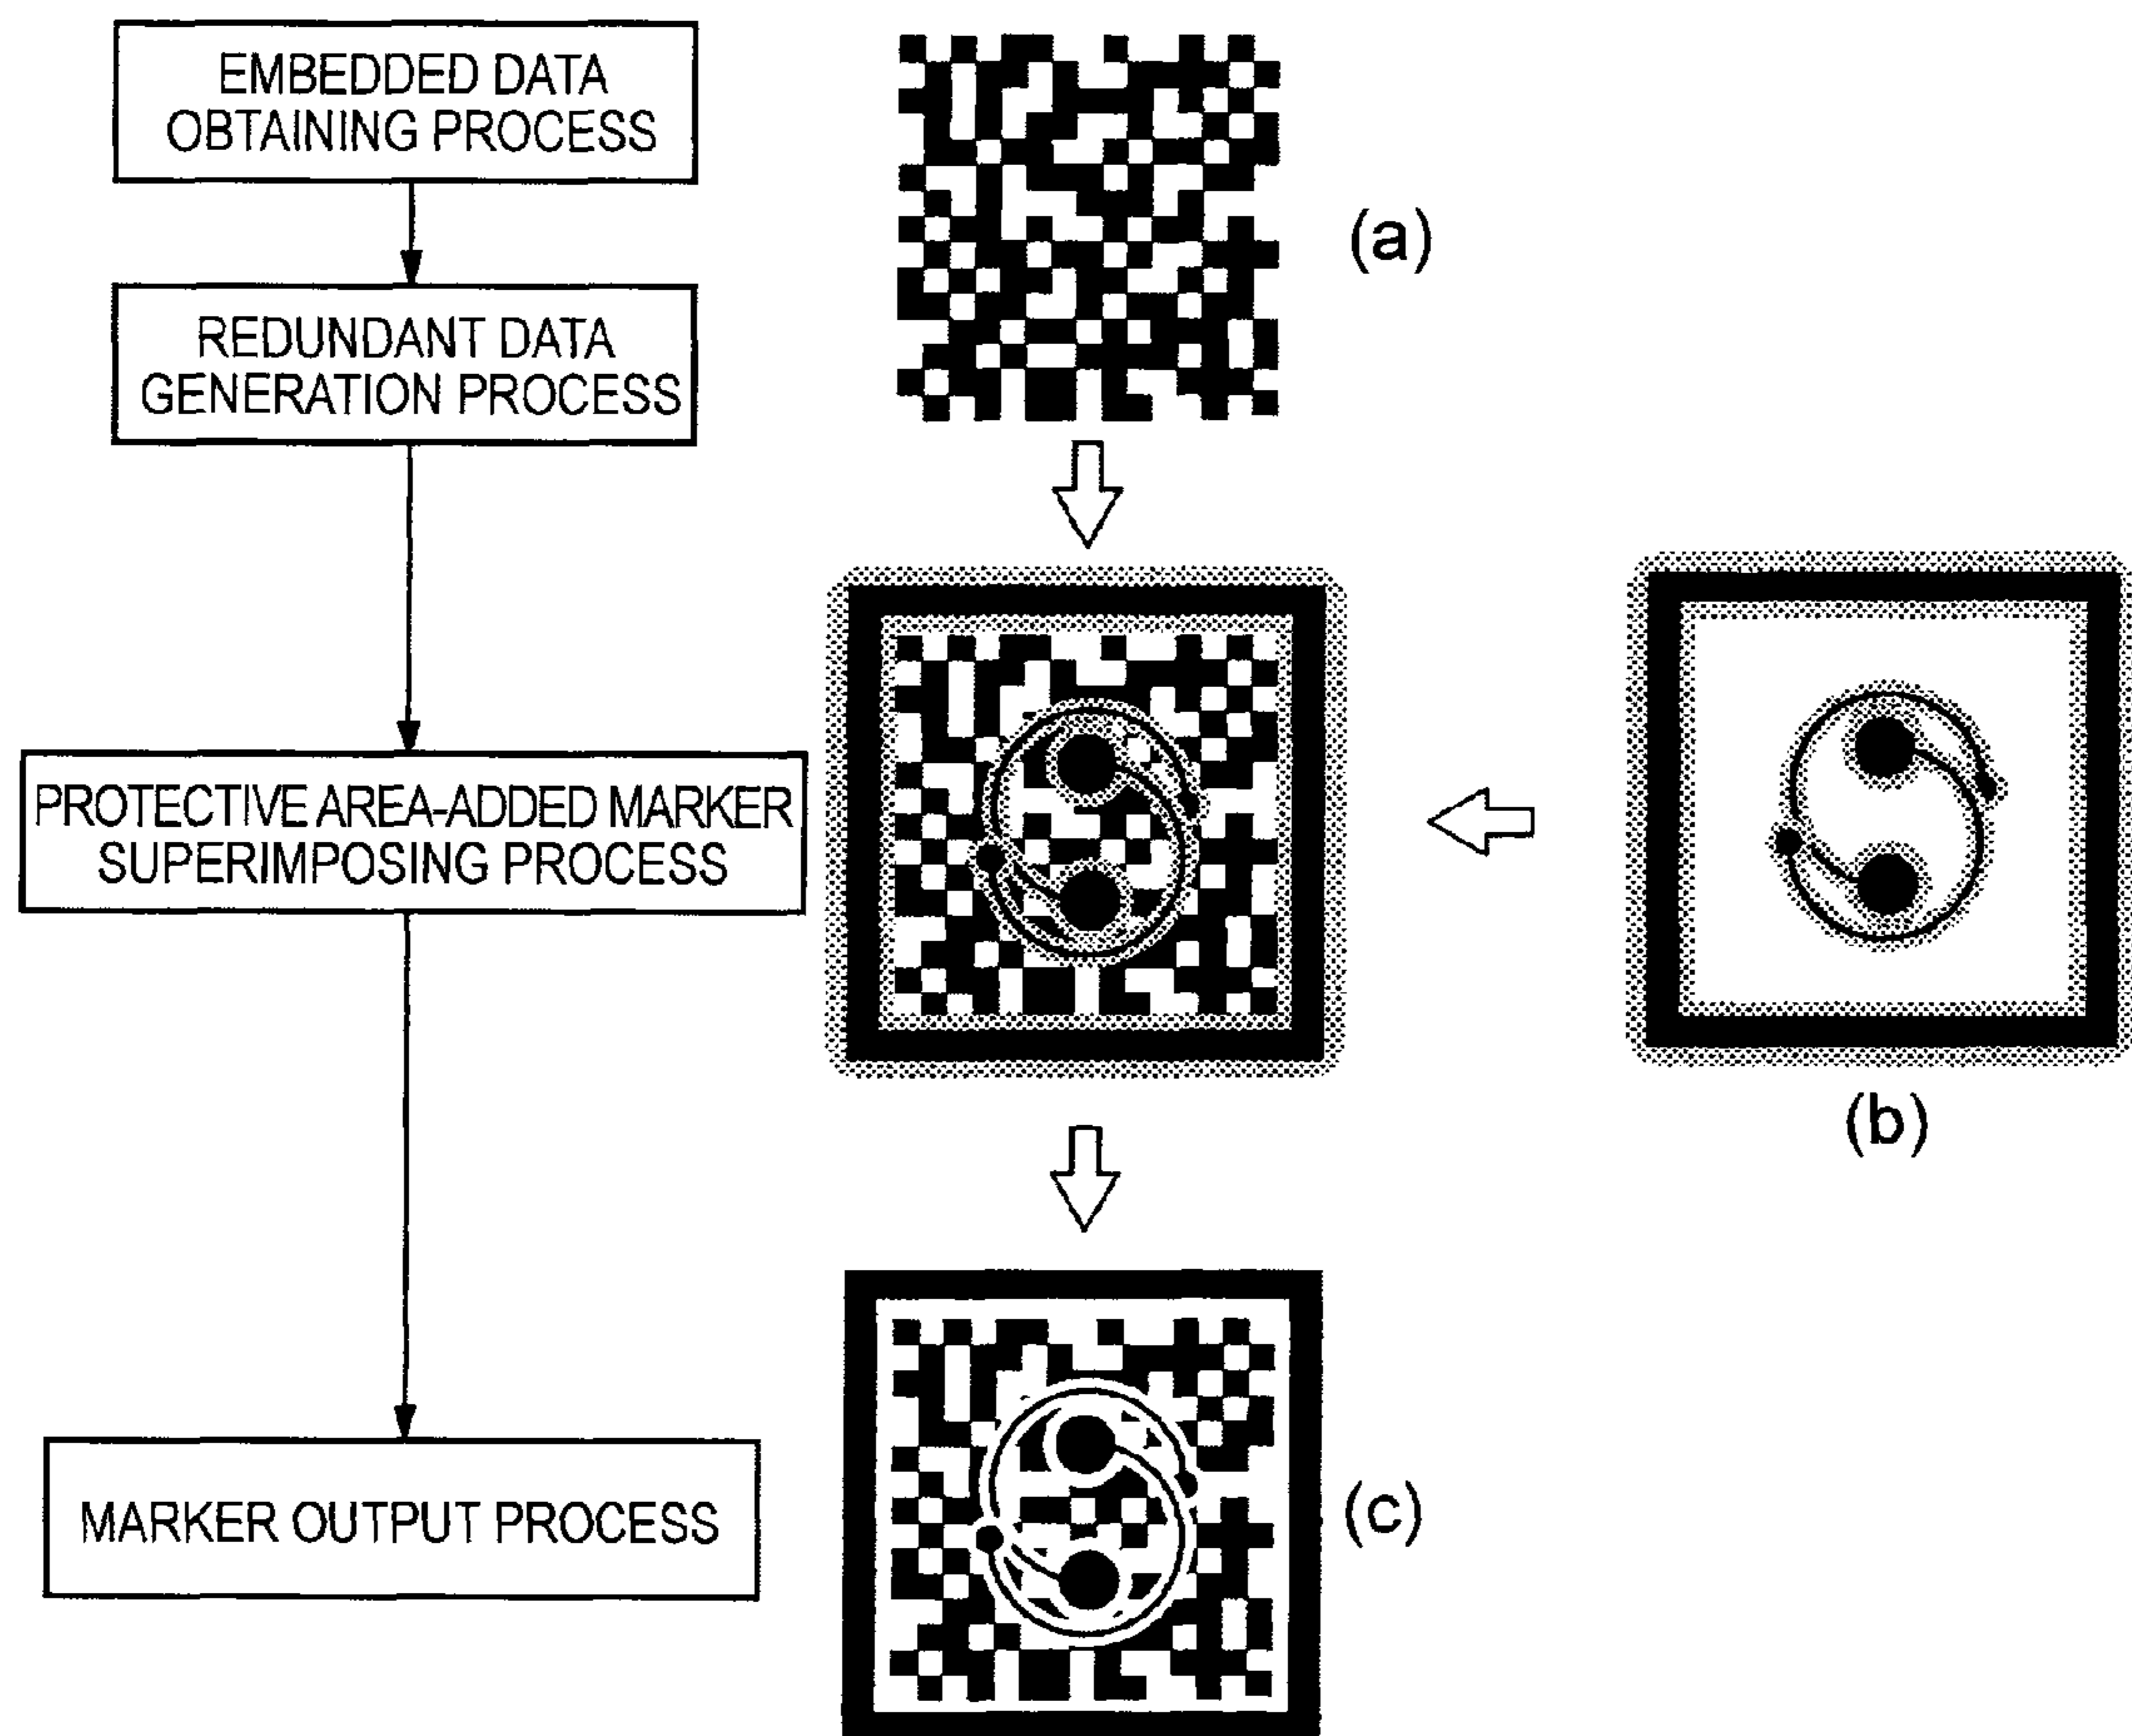 EMBEDDED DATA
OBTAINING PROCESS
(a)
REDUNDANT DATA
GENERATION PROCESS
PROTECTIVE AREA-ADDED MARKER
SUPERIMPOSING PROCESS
(b)
MARKER OUTPUT PROCESS
(c)